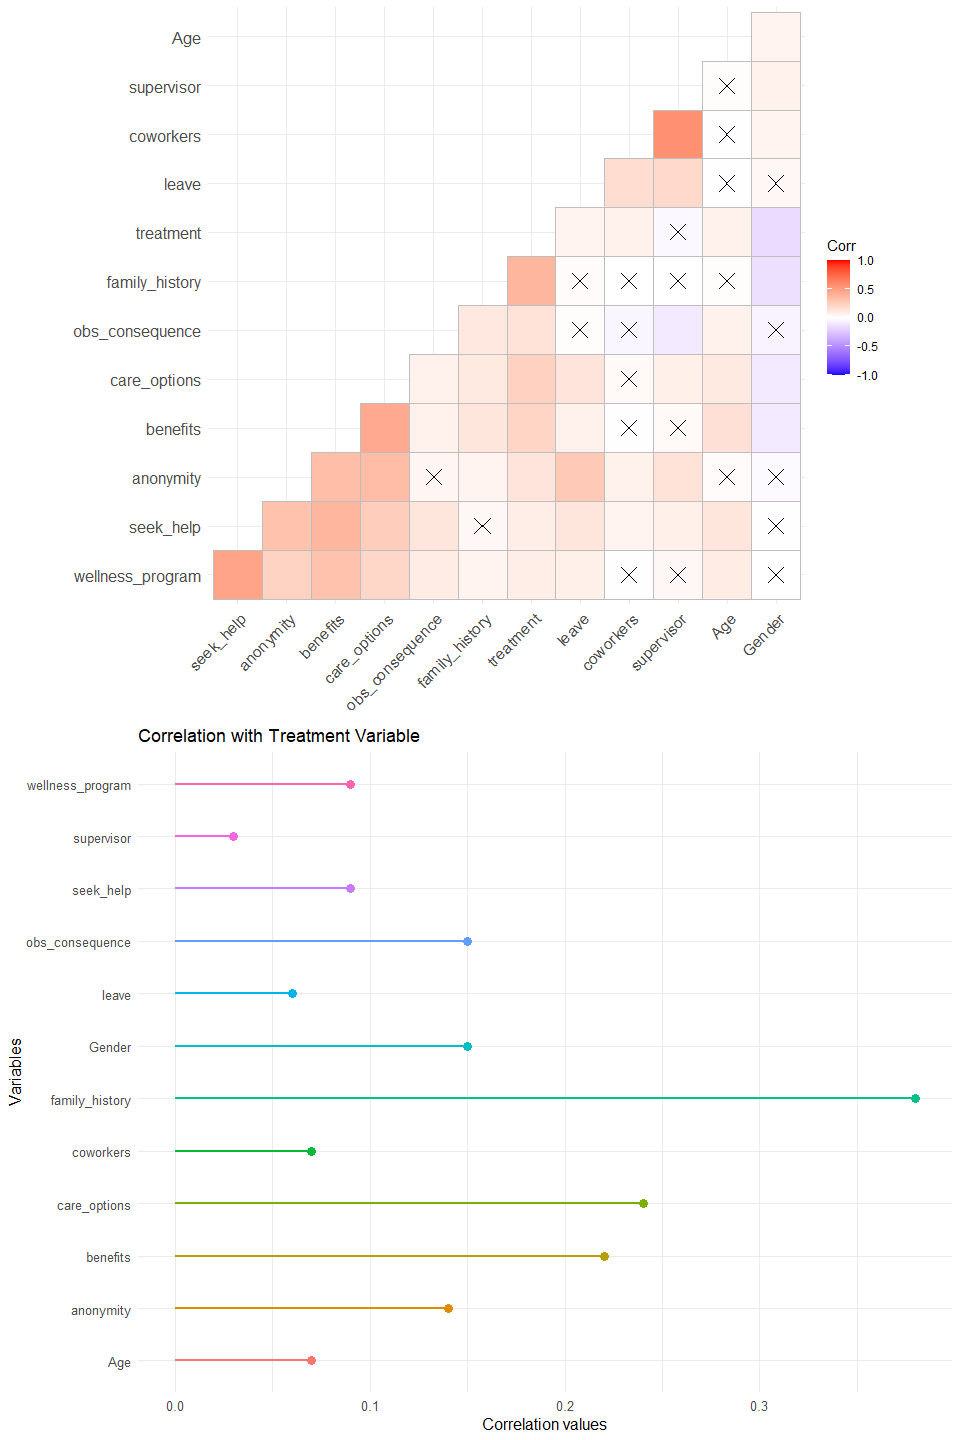 Age
supervisor
coworkers
leave
treatment
family_history
obs_consequence
care_options
benefits
anonymity
seek_help
wellness_program
seek_help
anonymity
benefits
care_options
obs_consequence
family_history
treatment
leave
coworkers
supervisor
Age
Gender
Corr
1.0
0.5
0.0
-0.5
-1.0
Correlation with Treatment Variable
Variables
wellness_program
supervisor
seek_help
obs_consequence
leave
Gender
family_history
coworkers
care_options
benefits
anonymity
Age
0.0 0.1 0.2 0.3
Correlation values